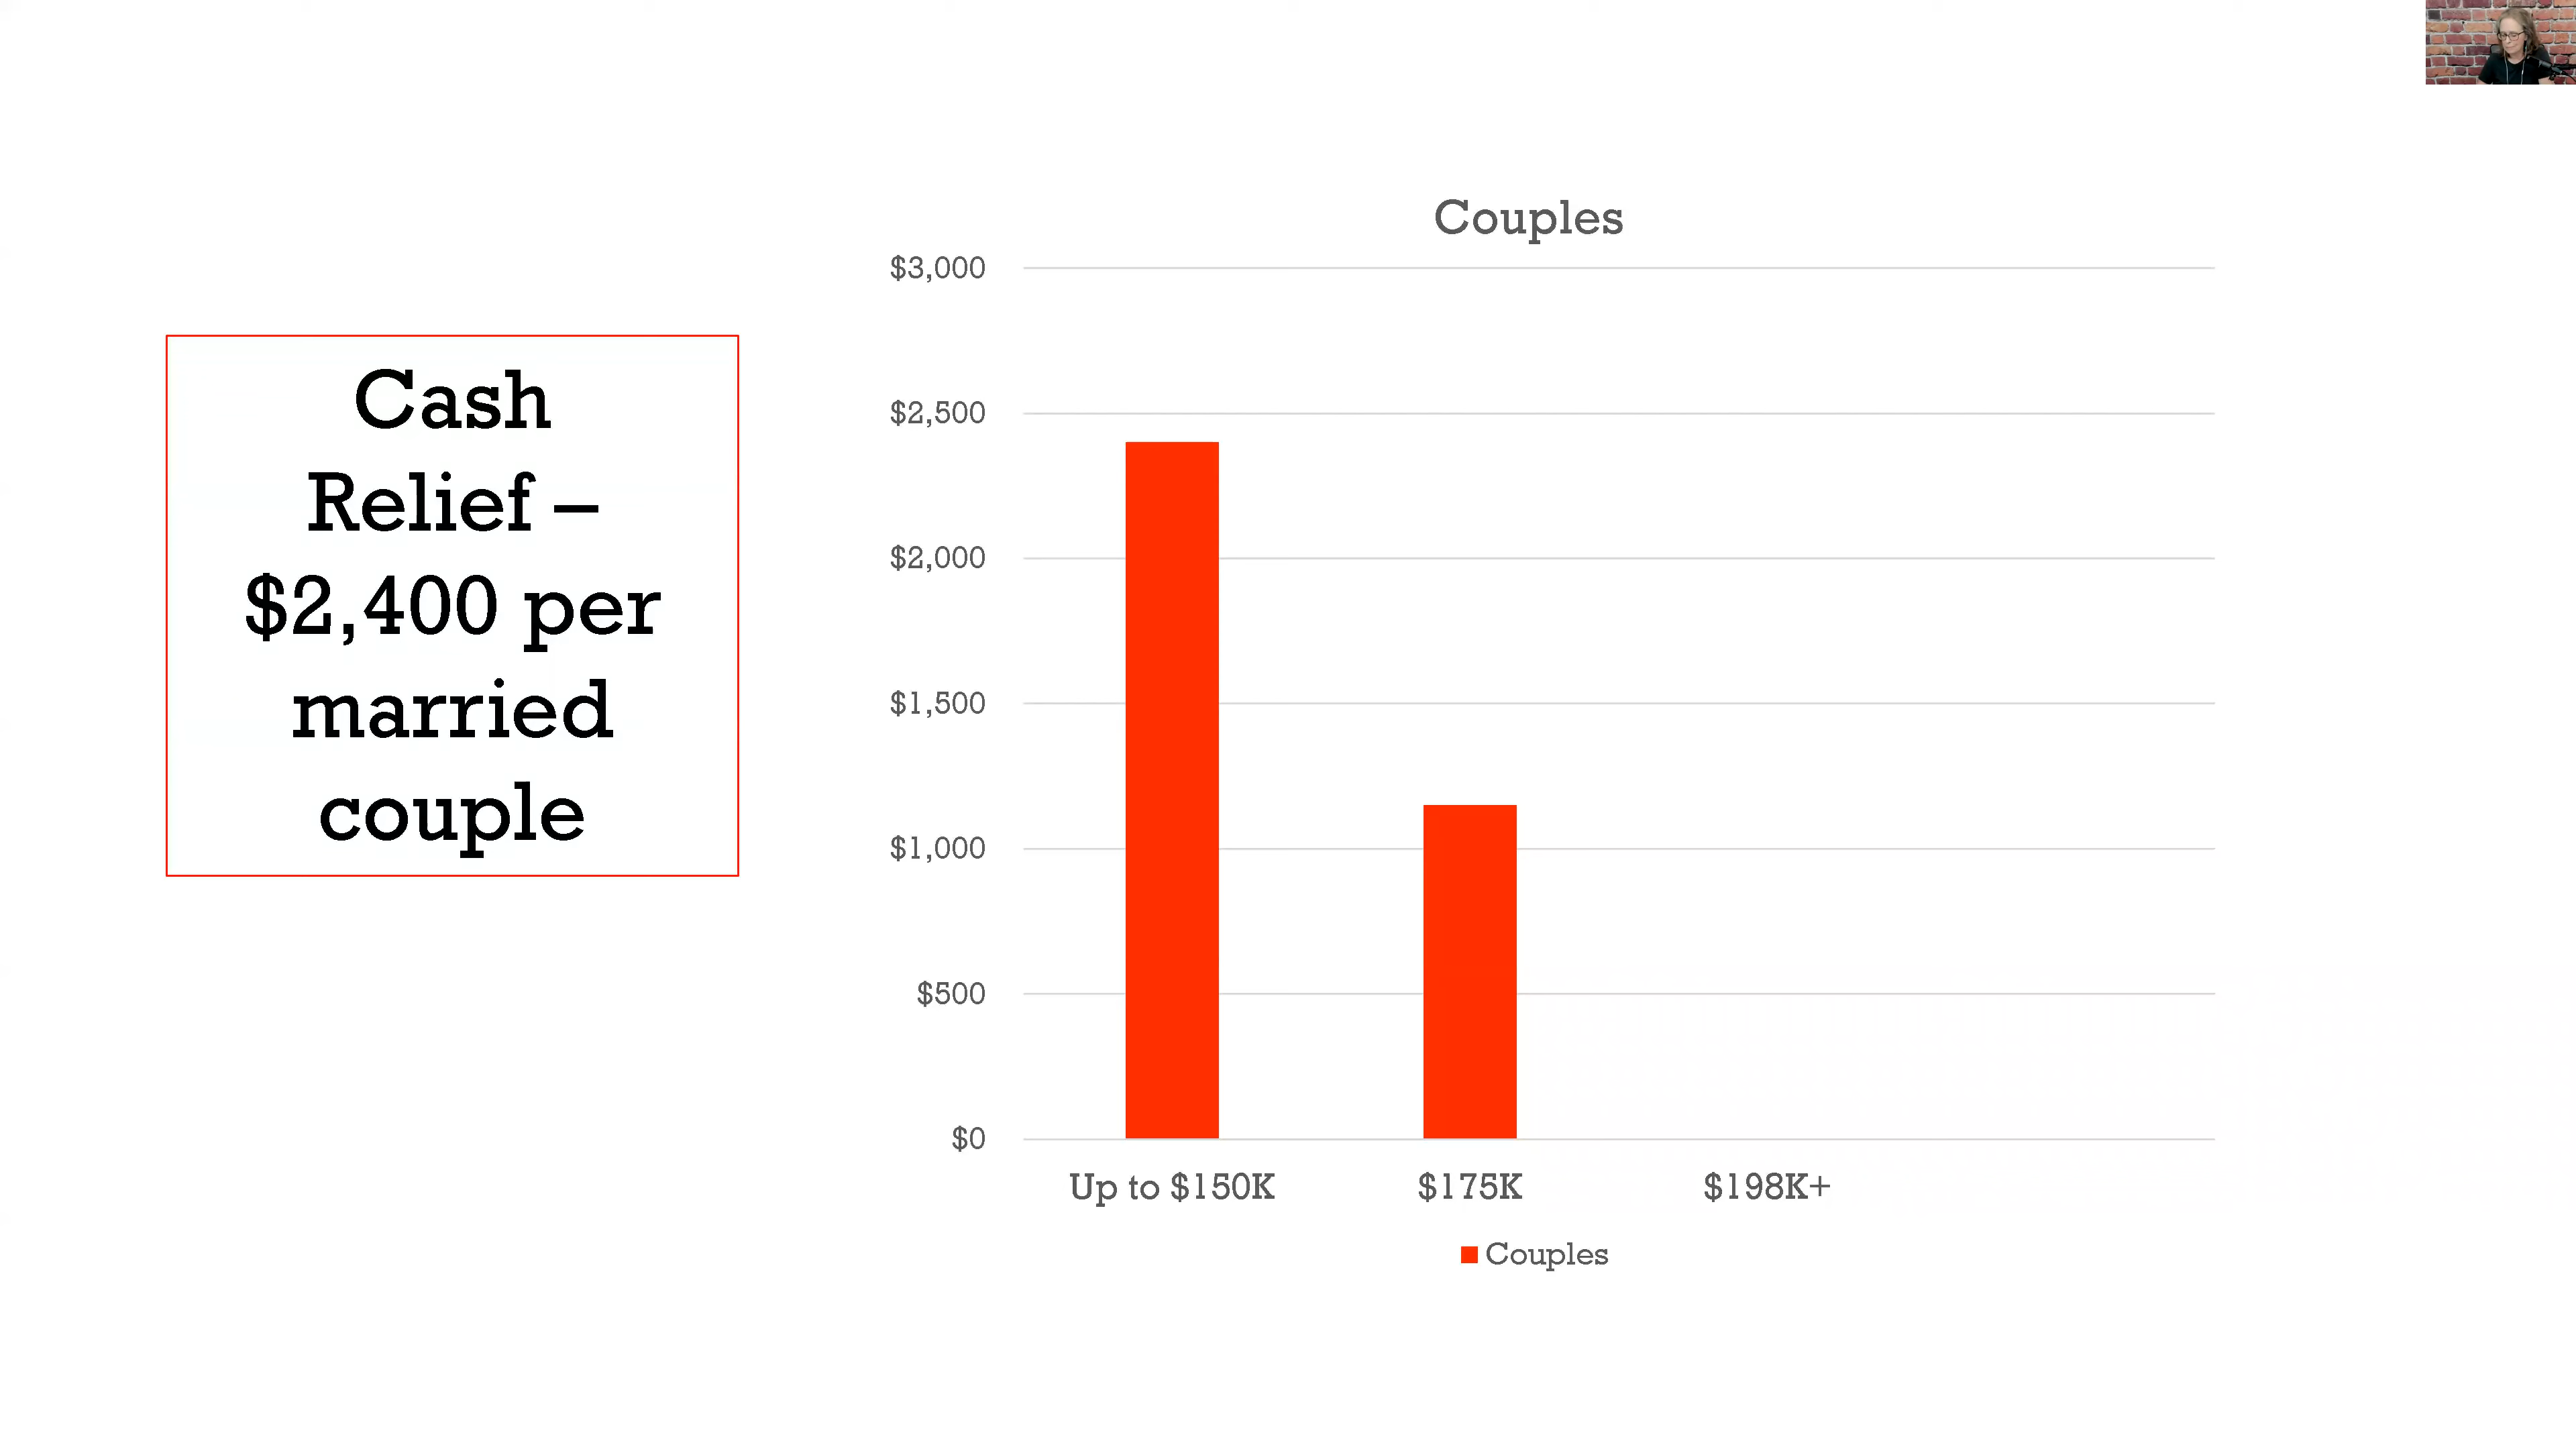 Cash
Relief –
$2,400 per
married
couple
Couples
$3,000
$2,500
$2,000
$1,500
$1,000
$500
$0
Up to $150K $175K $198K+
Couples